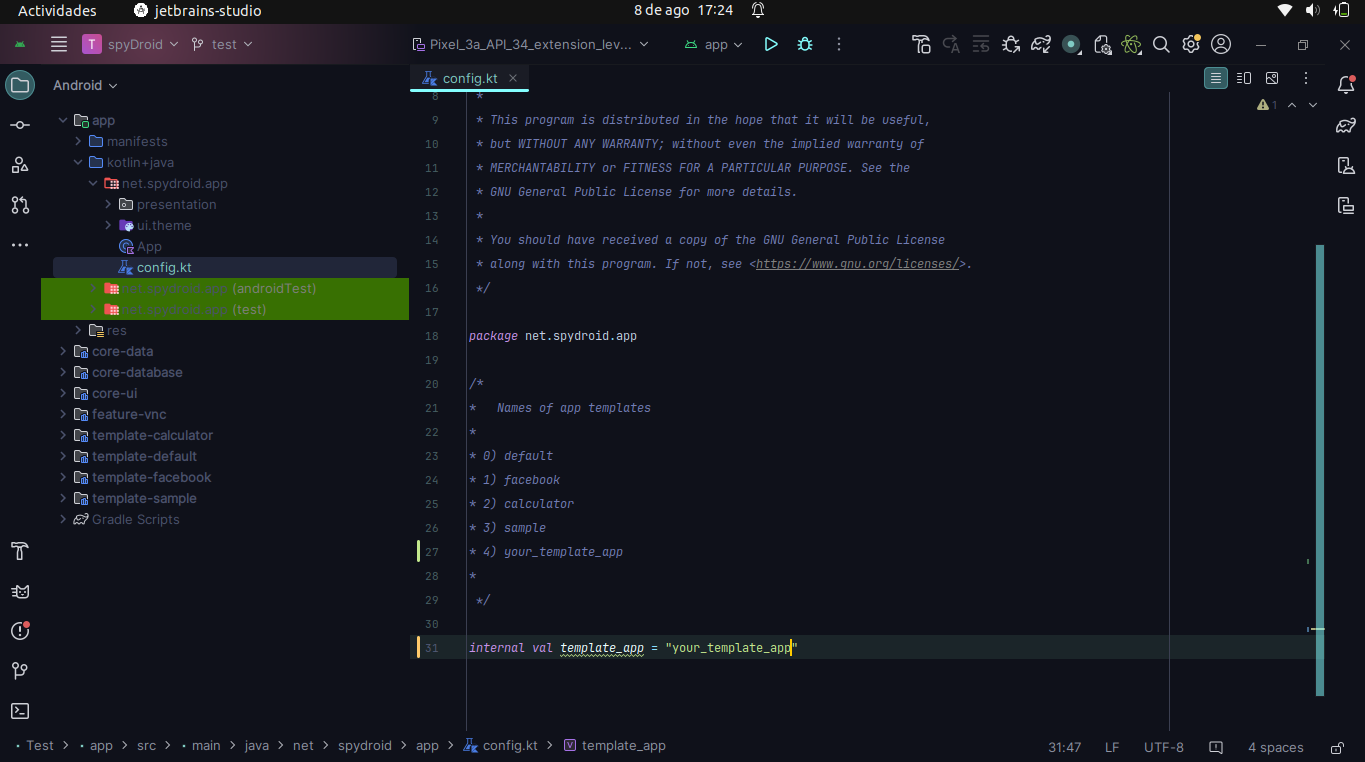 Actividades
jetbrains-studio
8 de ago 17:24
T
spyDroid
test
Pixel_3a_API_34_extension_lev...
app
Android
config.kt
1
app
manifests
kotlin+java
net.spydroid.app
presentation
ui.theme
App
config.kt
net.spydroid.app (androidTest)
(test)
res
core-data
core-database
core-ui
feature-vnc
template-calculator
template-default
template-facebook
template-sample
Gradle Scripts
8 *
9 * This program is distributed in the hope that it will be useful,
10 * but WITHOUT ANY WARRANTY; without even the implied warranty of
11 * MERCHANTABILITY or FITNESS FOR A PARTICULAR PURPOSE. See the
12 * GNU General Public License for more details.
13 *
14 * You should have received a copy of the GNU General Public License
15 * along with this program. If not, see <https://www.gnu.org/licenses/>.
16 */
17
18 package net.spydroid.app
19
20 /*
21 * Names of app templates
22 *
23 * 0) default
24 * 1) facebook
25 * 2) calculator
26 * 3) sample
27 * 4) your_template_app
28 *
29 */
30
31 internal val template_app = "your_template_app"
Test > app > src > main > java > net > spydroid > app > config.kt > V template_app
31:47 LF UTF-8 4 spaces